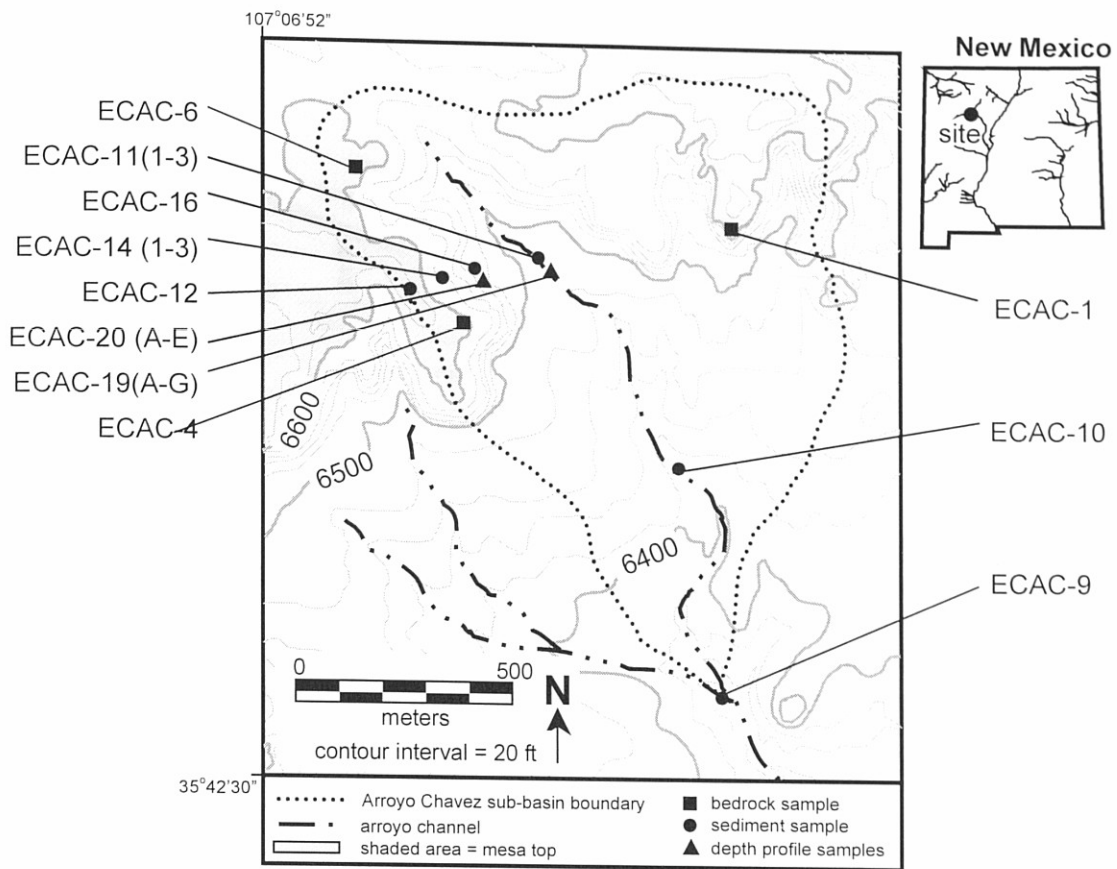 107°06'52"
New Mexico
site
ECAC-6
ECAC-11(1-3)
ECAC-16
ECAC-14 (1-3)
ECAC-12
ECAC-20 (A-E)
ECAC-19(A-G)
ECAC-4
ECAC-1
ECAC-10
ECAC-9
6600
6500
6400
0 500
meters
N
contour interval = 20 ft
35°42'30"
Arroyo Chavez sub-basin boundary
arroyo channel
shaded area = mesa top
bedrock sample
sediment sample
depth profile samples